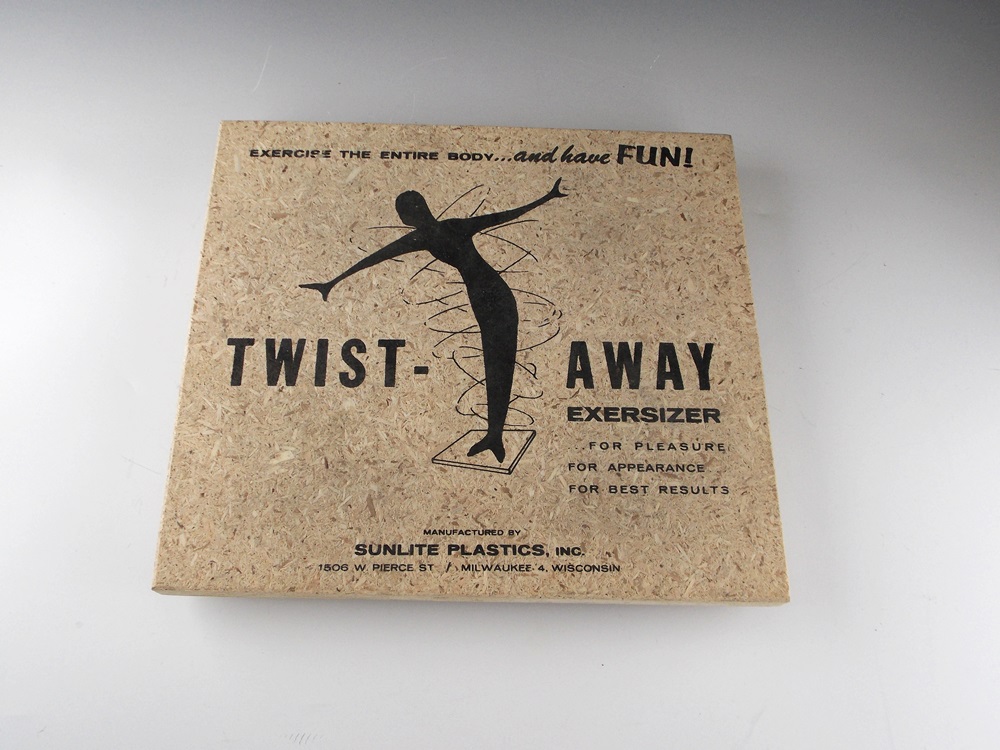 EXERCISE THE ENTIRE BODY...and have FUN!
TWIST-AWAY
EXERSIZER
...FOR PLEASURE
FOR APPEARANCE...
FOR BEST RESULTS
MANUFACTURED BY
SUNLITE PLASTICS, INC.
1506 W. PIERCE ST / MILWAUKEE 4, WISCONSIN